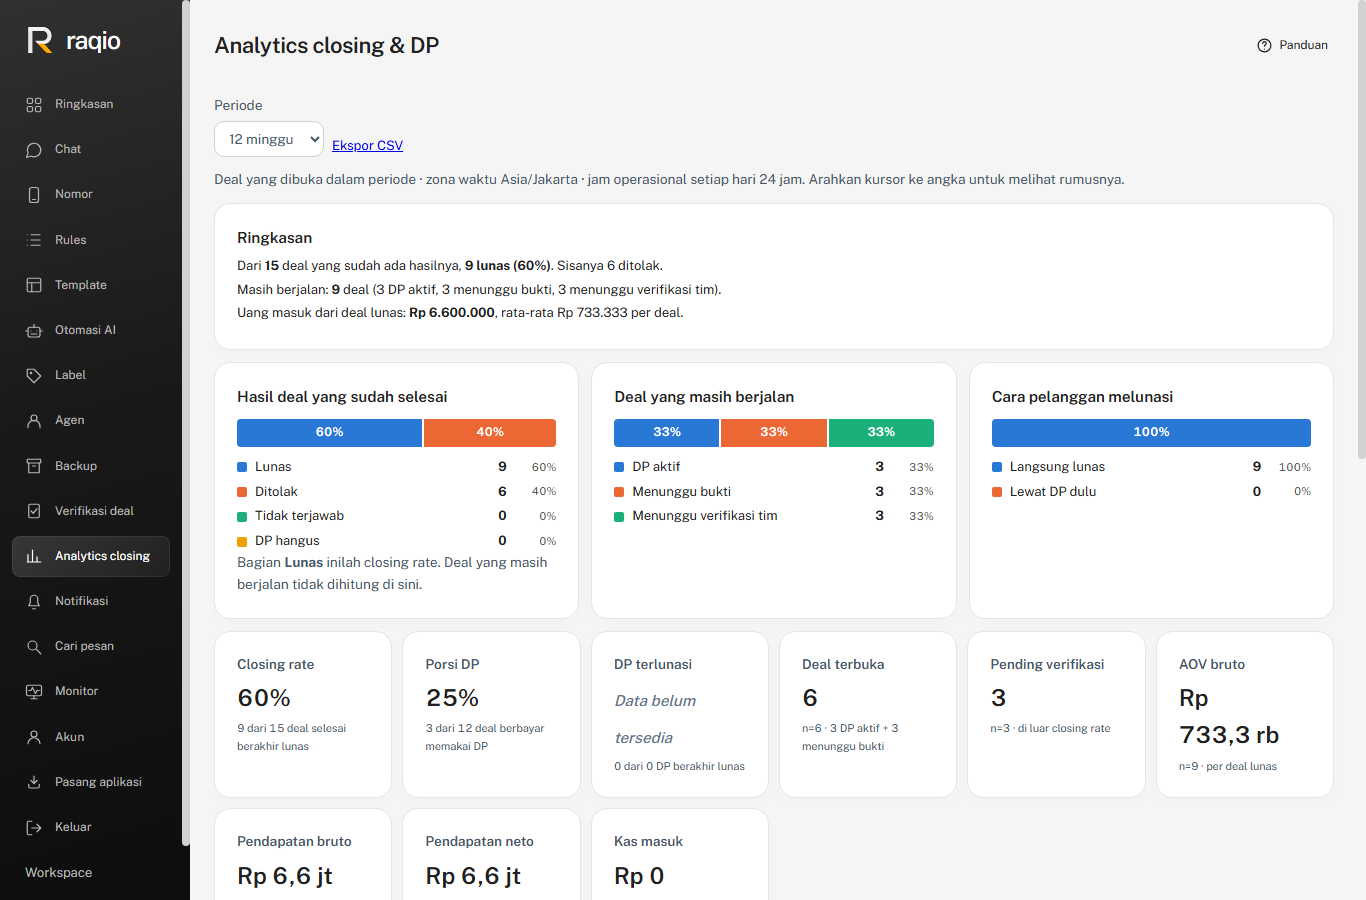 raqio
Ringkasan
Chat
Nomor
Rules
Template
Otomasi AI
Label
Agen
Backup
Verifikasi deal
Analytics closing
Notifikasi
Cari pesan
Monitor
Akun
Pasang aplikasi
Keluar
Workspace
Analytics closing & DP
Panduan
Periode
12 minggu
Ekspor CSV
Deal yang dibuka dalam periode · zona waktu Asia/Jakarta · jam operasional setiap hari 24 jam. Arahkan kursor ke angka untuk melihat rumusnya.
Ringkasan
Dari 15 deal yang sudah ada hasilnya, 9 lunas (60%). Sisanya 6 ditolak.
Masih berjalan: 9 deal (3 DP aktif, 3 menunggu bukti, 3 menunggu verifikasi tim).
Uang masuk dari deal lunas: Rp 6.600.000, rata-rata Rp 733.333 per deal.
Hasil deal yang sudah selesai
60% 40%
Lunas 9 60%
Ditolak 6 40%
Tidak terjawab 0 0%
DP hangus 0 0%
Bagian Lunas inilah closing rate. Deal yang masih
berjalan tidak dihitung di sini.
Deal yang masih berjalan
33% 33% 33%
DP aktif 3 33%
Menunggu bukti 3 33%
Menunggu verifikasi tim 3 33%
Cara pelanggan melunasi
100%
Langsung lunas 9 100%
Lewat DP dulu 0 0%
Closing rate
60%
9 dari 15 deal selesai
berakhir lunas
Porsi DP
25%
3 dari 12 deal berbayar
memakai DP
DP terlunasi
Data belum
tersedia
0 dari 0 DP berakhir lunas
Deal terbuka
6
n=6 · 3 DP aktif + 3
menunggu bukti
Pending verifikasi
3
n=3 · di luar closing rate
AOV bruto
Rp
733,3 rb
n=9 · per deal lunas
Pendapatan bruto
Rp 6,6 jt
Pendapatan neto
Rp 6,6 jt
Kas masuk
Rp 0